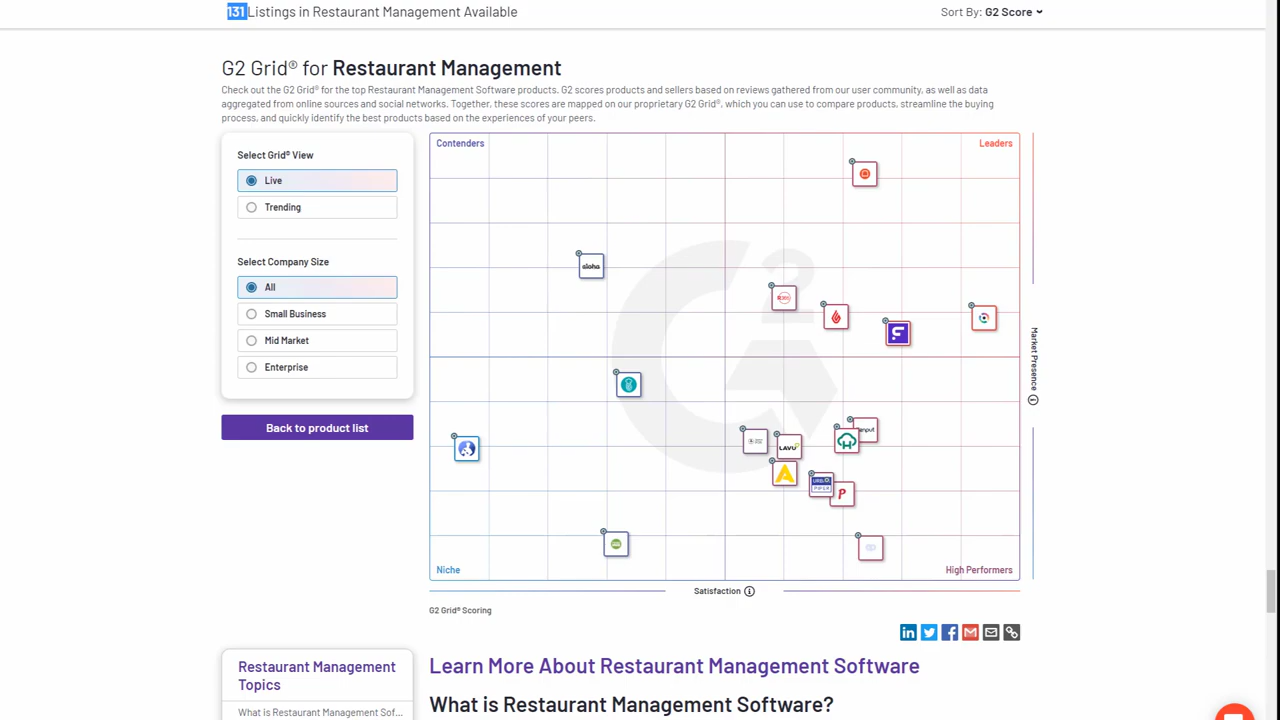 131 Listings in Restaurant Management Available
Sort By: G2 Score
G2 Grid® for Restaurant Management
Check out the G2 Grid® for the top Restaurant Management Software products. G2 scores products and sellers based on reviews gathered from our user community, as well as data
aggregated from online sources and social networks. Together, these scores are mapped on our proprietary G2 Grid®, which you can use to compare products, streamline the buying
process, and quickly identify the best products based on the experiences of your peers.
Select Grid® View
Live
Trending
Select Company Size
All
Small Business
Mid Market
Enterprise
Back to product list
Contenders
Leaders
aloha
LAVU
URBAN
PIPER
Niche
High Performers
Market Presence
Satisfaction
G2 Grid® Scoring
Restaurant Management
Topics
What is Restaurant Management Sof...
Learn More About Restaurant Management Software
What is Restaurant Management Software?